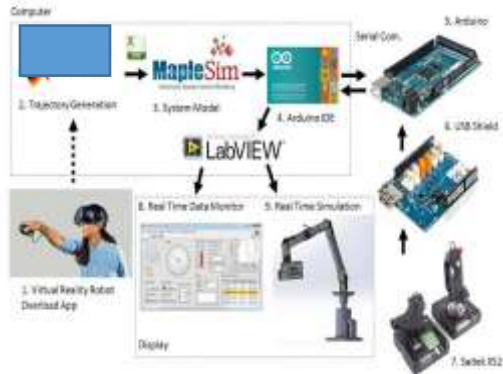 Computer
2. Trajectory Generation
MapleSim
3. System Model
4. Arduino IDE
Serial Com.
5. Arduino
6. USB Shield
LabVIEW
8. Real Time Data Monitor
9. Real Time Simulation
1. Virtual Reality Robot
Overload App
Display
7. Saitek X52